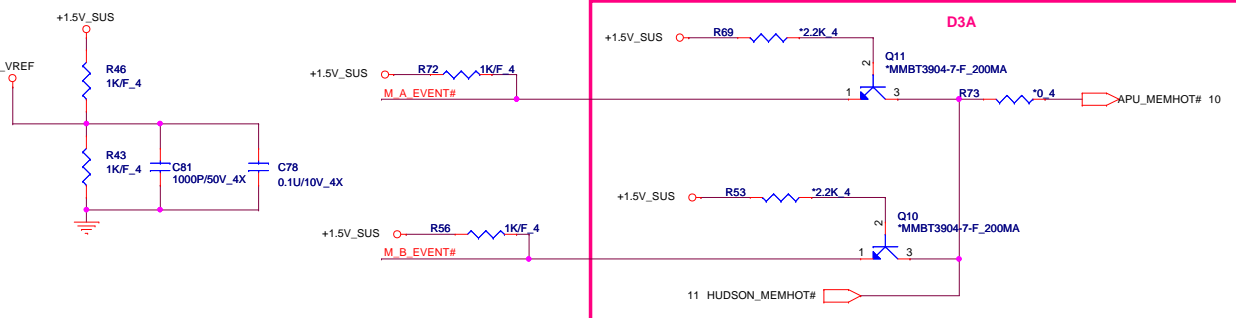 +1.5V_SUS
_VREF
R46
1K/F_4
R43
1K/F_4
C81
1000P/50V_4X
C78
0.1U/10V_4X
+1.5V_SUS
R72
1K/F_4
M_A_EVENT#
+1.5V_SUS
R56
1K/F_4
M_B_EVENT#
D3A
+1.5V_SUS
R69
*2.2K_4
2
Q11
*MMBT3904-7-F_200MA
1
3
R73
*0_4
APU_MEMHOT# 10
+1.5V_SUS
R53
*2.2K_4
2
Q10
*MMBT3904-7-F_200MA
1
3
11 HUDSON_MEMHOT#